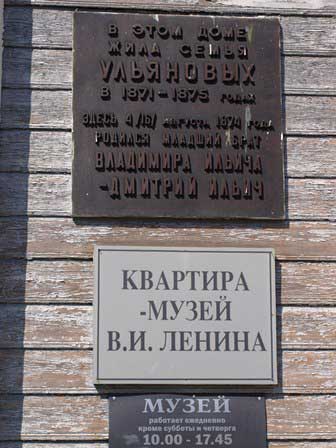 В ЭТОМ ДОМЕ
ЖИЛА СЕМЬЯ
УЛЬЯНОВЫХ
В 1871-1875 ГОДАХ
ЗДЕСЬ 4/16/ АВГУСТА 1874 ГОДА
РОДИЛСЯ МЛАДШИЙ БРАТ
ВЛАДИМИРА ИЛЬИЧА
-ДМИТРИЙ ИЛЬИЧ
КВАРТИРА
-МУЗЕЙ
В.И. ЛЕНИНА
МУЗЕЙ
работает ежедневно
кроме субботы и четверга
10.00 - 17.45